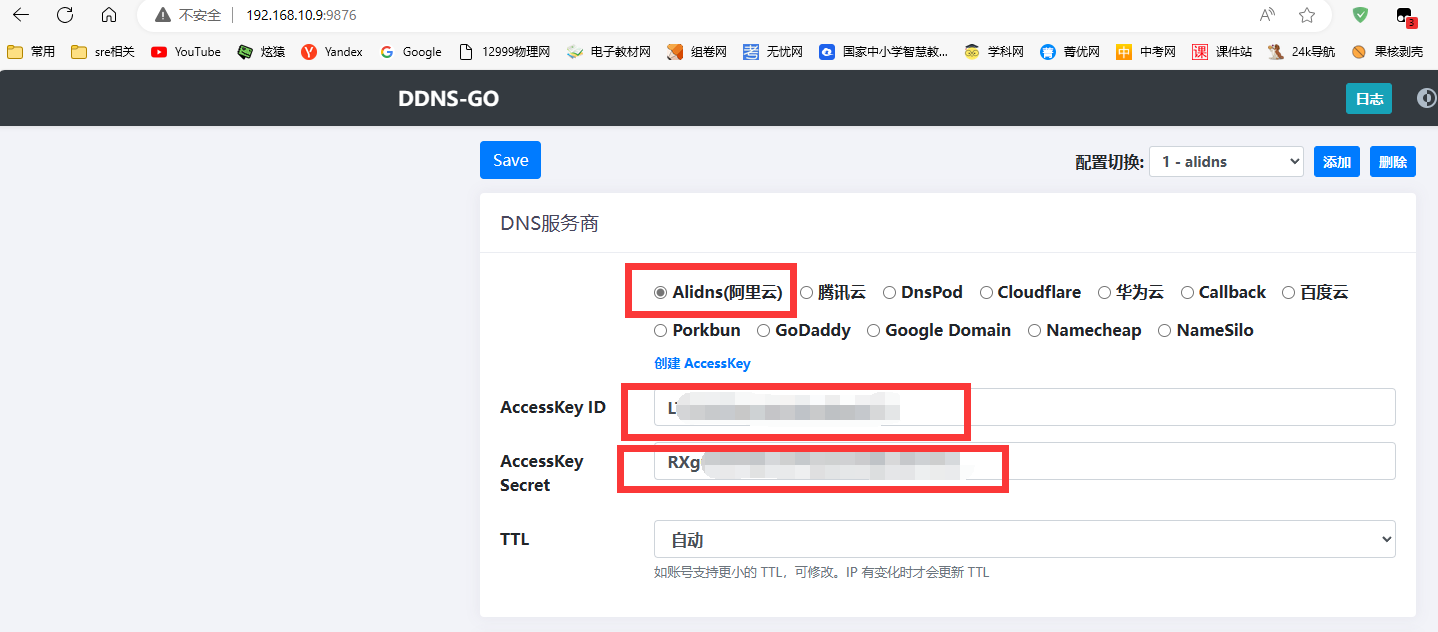 不安全 192.168.10.9:9876
常用 sre相关 YouTube 炫猿 Yandex Google 12999物理网 电子教材网 组卷网 无忧网 国家中小学智慧教... 学科网 菁优网 中考网 课件站 24k导航 果核剥壳
DDNS-GO 日志
Save 配置切换: 1 - alidns 添加 删除
DNS服务商
Alidns(阿里云) 腾讯云 DnsPod Cloudflare 华为云 Callback 百度云
Porkbun GoDaddy Google Domain Namecheap NameSilo
创建 AccessKey
AccessKey ID
AccessKey RXg
Secret
TTL 自动
如账号支持更小的 TTL，可修改。IP 有变化时才会更新 TTL